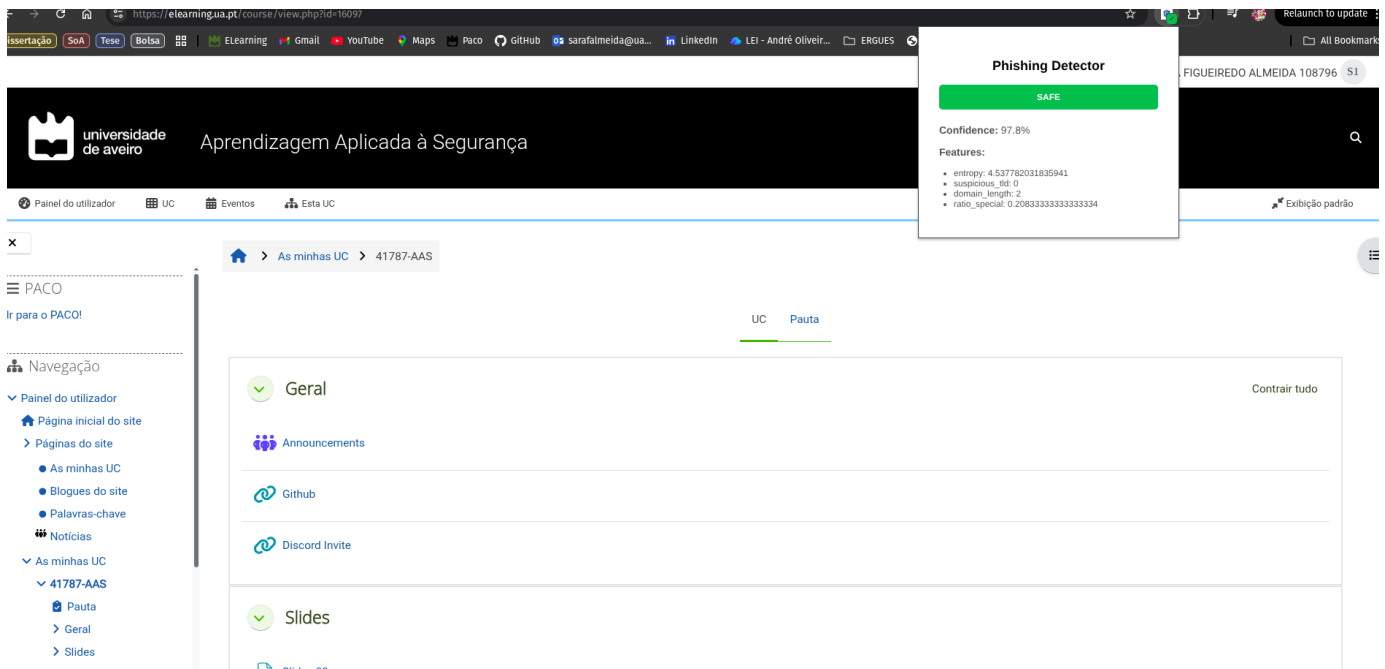 https://elearning.ua.pt/course/view.php?id=16097
Relaunch to update
issertação
SoA
Tese
Bolsa
ELearning
Gmail
YouTube
Maps
Paco
GitHub
sarafalmeida@ua...
LinkedIn
LEI - André Oliveir...
ERGUES
All Bookmarks
FIGUEIREDO ALMEIDA 108796
S1
Phishing Detector
SAFE
Confidence: 97.8%
Features:
entropy: 4.537782031835941
suspicious_tld: 0
domain_length: 2
ratio_special: 0.20833333333333334
universidade
de aveiro
Aprendizagem Aplicada à Segurança
Painel do utilizador
UC
Eventos
Esta UC
Exibição padrão
As minhas UC
41787-AAS
PACO
Ir para o PACO!
UC
Pauta
Navegação
Painel do utilizador
Página inicial do site
Páginas do site
As minhas UC
Blogues do site
Palavras-chave
Notícias
As minhas UC
41787-AAS
Pauta
Geral
Slides
Geral
Contrair tudo
Announcements
Github
Discord Invite
Slides